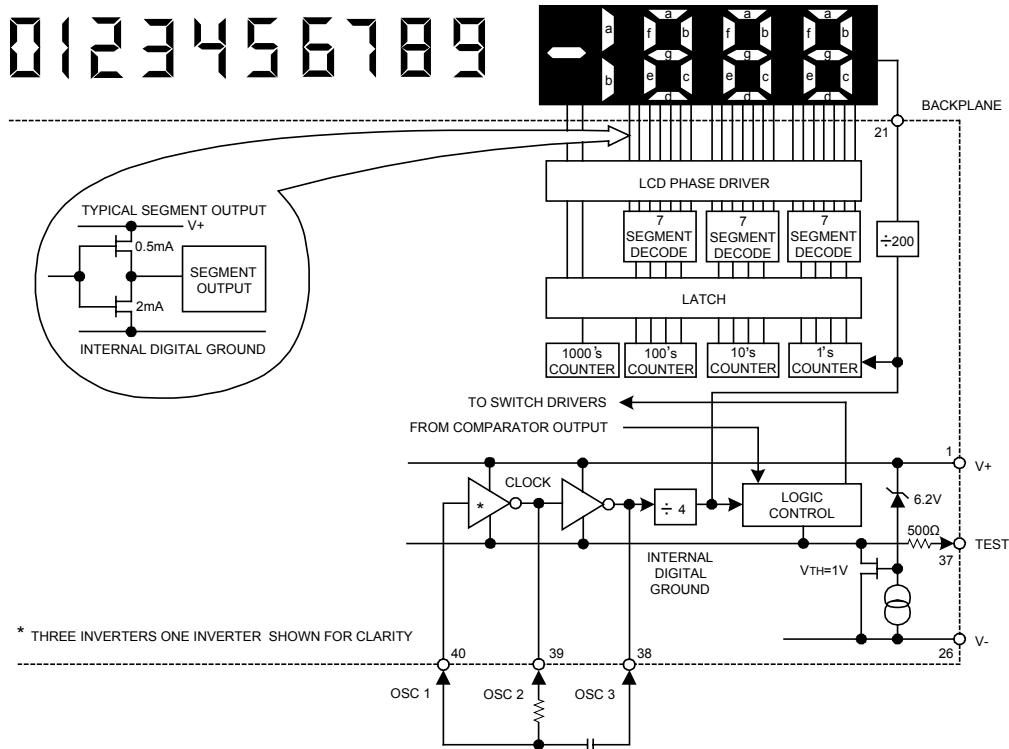 0123456789
a a a a
f b f b f b
g g g
b e c e c e c
d d d
BACKPLANE
21
LCD PHASE DRIVER
TYPICAL SEGMENT OUTPUT
V+
0.5mA
SEGMENT
OUTPUT
2mA
INTERNAL DIGITAL GROUND
7
SEGMENT
DECODE
7
SEGMENT
DECODE
7
SEGMENT
DECODE
÷200
LATCH
1000's
COUNTER
100's
COUNTER
10's
COUNTER
1's
COUNTER
TO SWITCH DRIVERS
FROM COMPARATOR OUTPUT
1
V+
CLOCK
*
÷ 4
LOGIC
CONTROL
6.2V
500Ω
TEST
37
INTERNAL
DIGITAL
GROUND
VTH=1V
* THREE INVERTERS ONE INVERTER SHOWN FOR CLARITY
V-
26
40
39
38
OSC 1
OSC 2
OSC 3